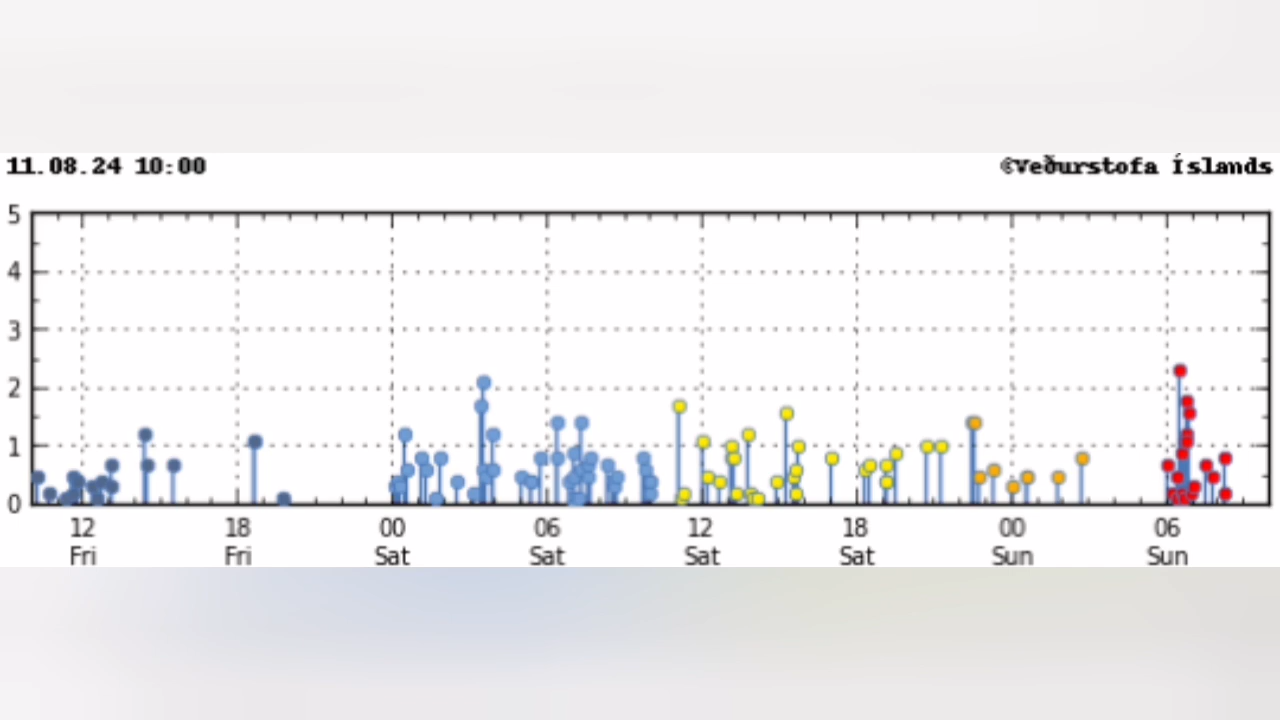 11.08.24 10:00
©Veðurstofa Íslands
5
4
3
2
1
0
12 18 00 06 12 18 00 06
Fri Fri Sat Sat Sat Sat Sun Sun